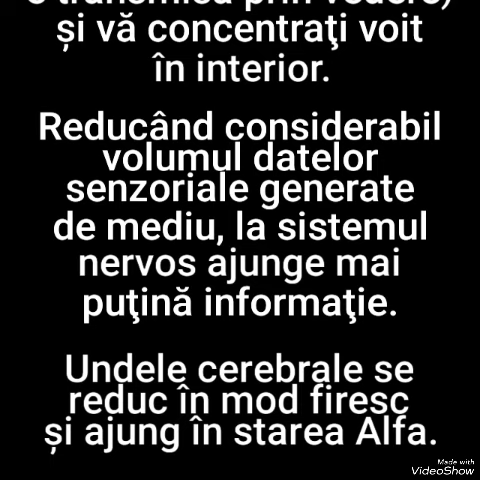 și vă concentraţi voit
în interior.
Reducând considerabil
volumul datelor
senzoriale generate
de mediu, la sistemul
nervos ajunge mai
puţină informaţie.
Undele cerebrale se
reduc în mod firesc
și ajung în starea Alfa.
Made with
VideoShow